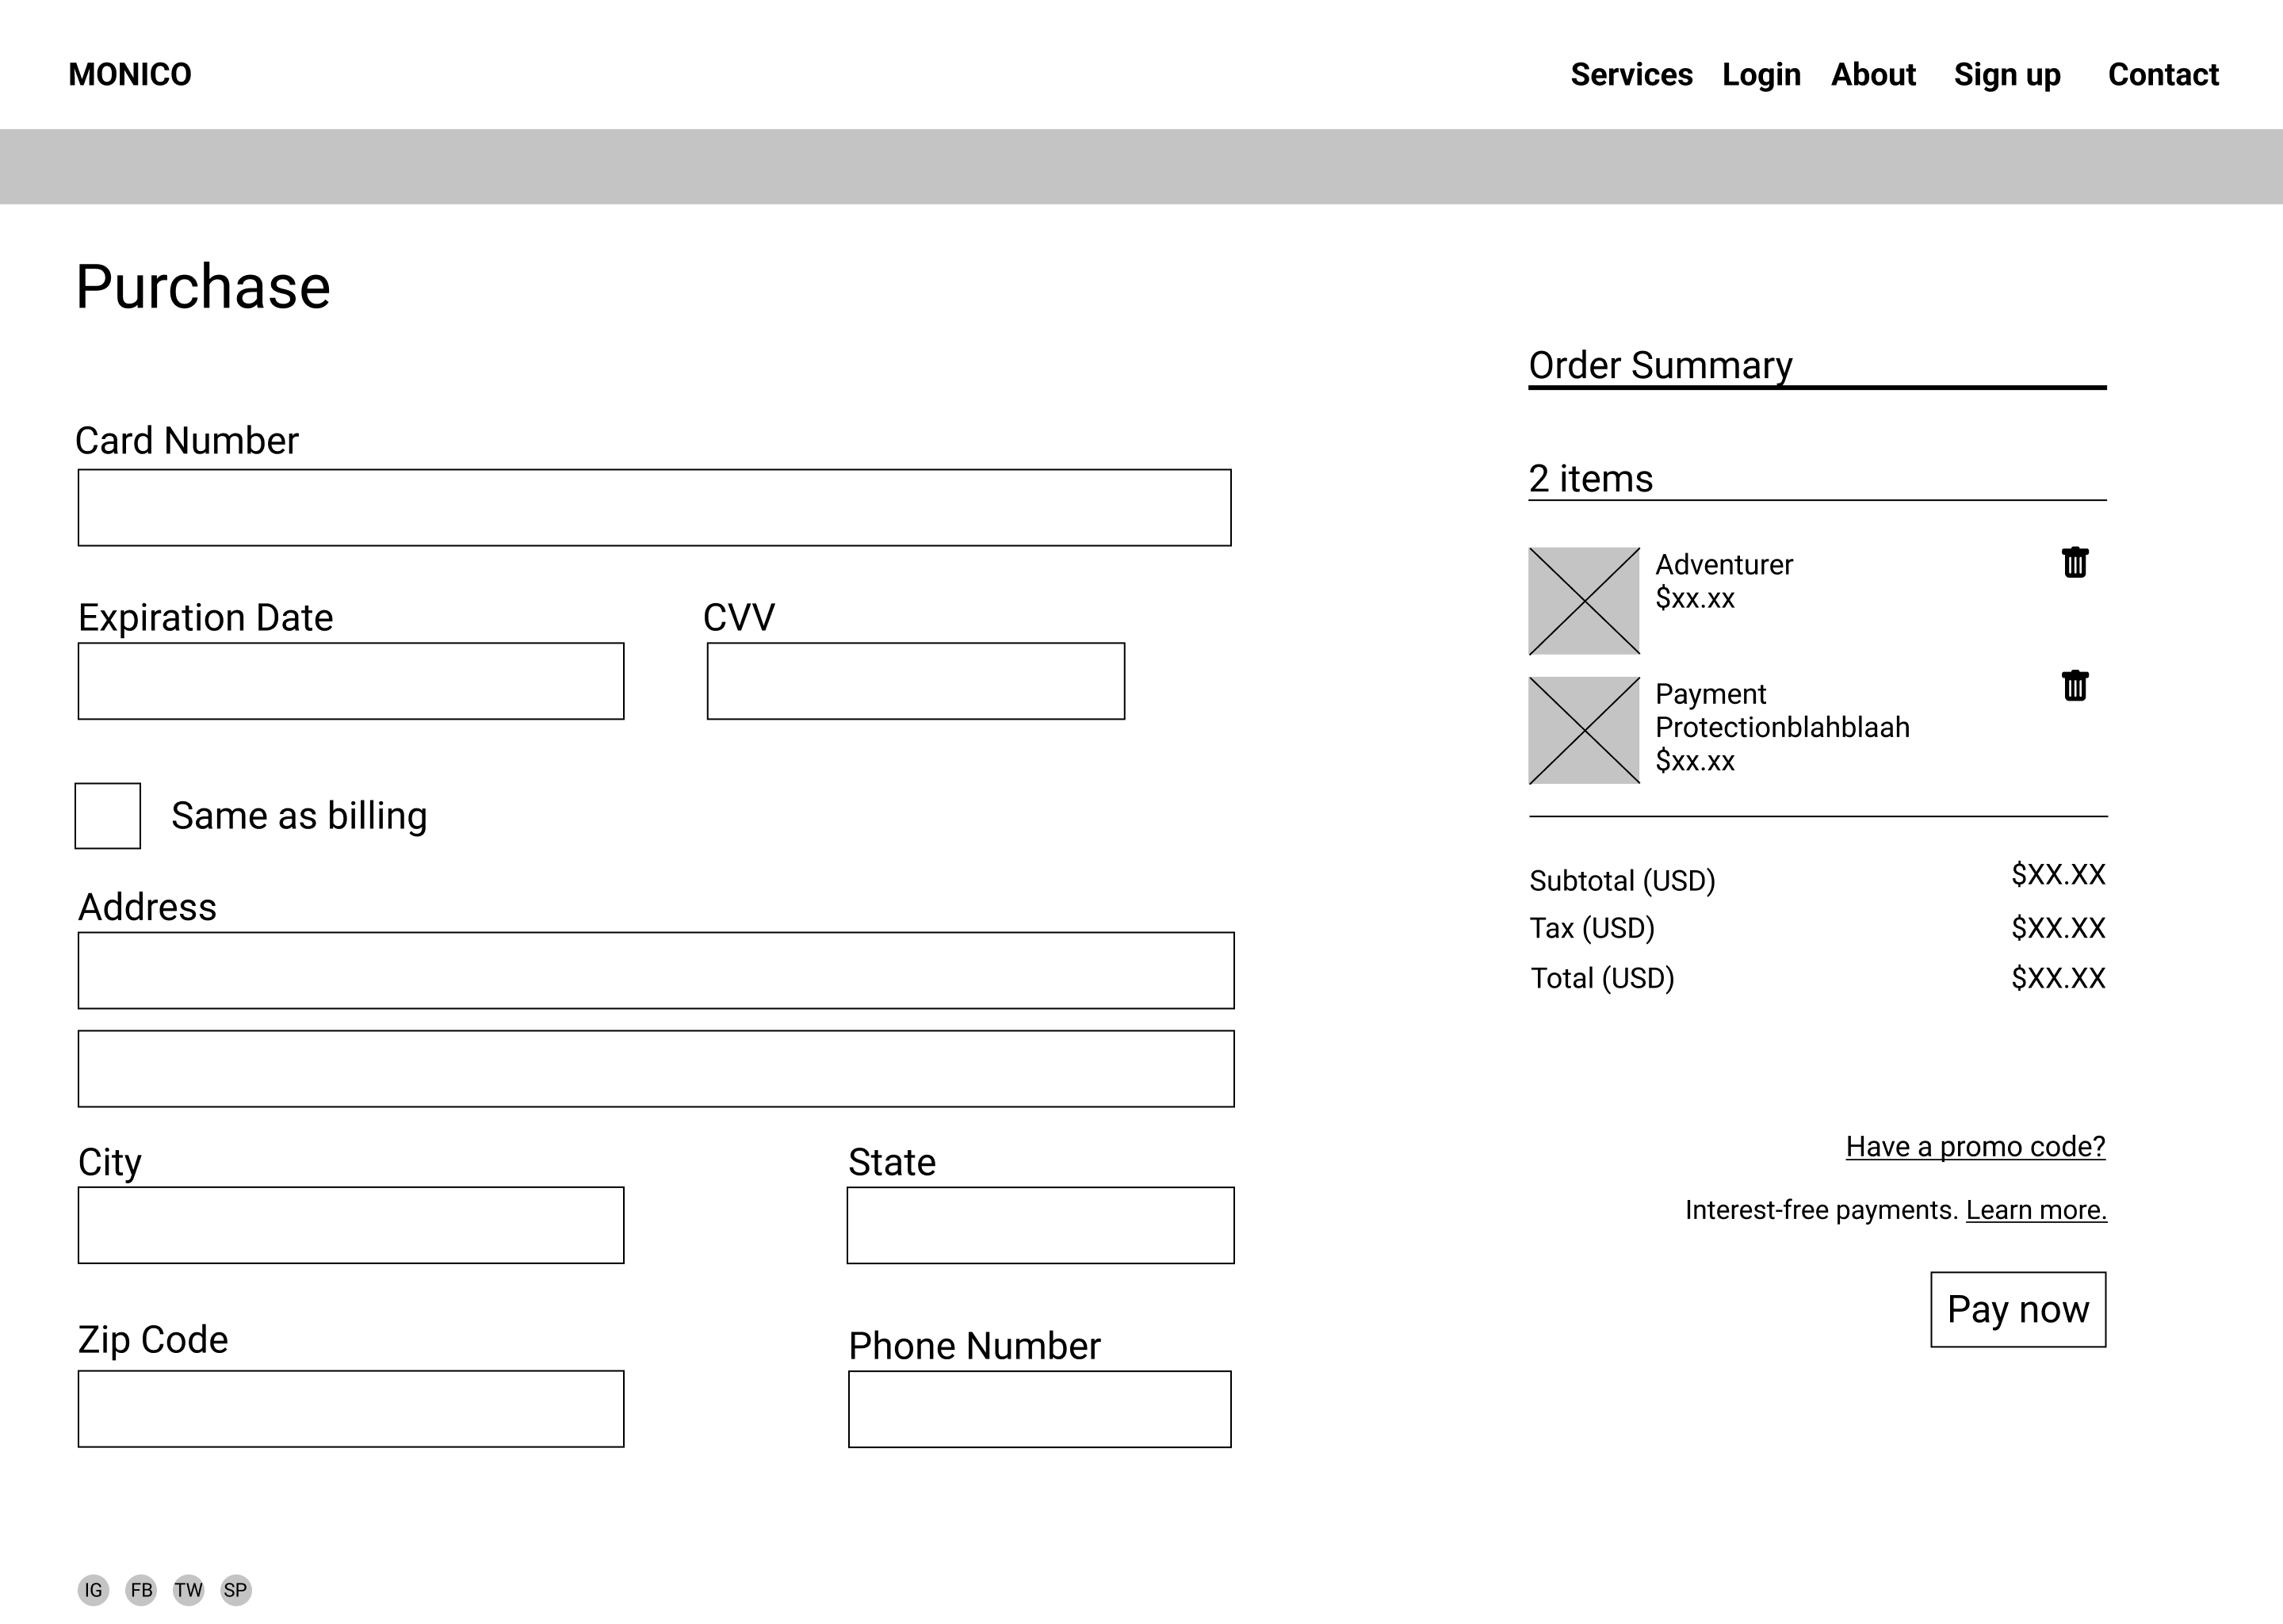 MONICO
Services Login About Sign up Contact
Purchase
Card Number
Expiration Date
CVV
Same as billing
Address
City
State
Zip Code
Phone Number
Order Summary
2 items
Adventurer
$xx.xx
Payment
Protectionblahblaah
$xx.xx
Subtotal (USD) $XX.XX
Tax (USD) $XX.XX
Total (USD) $XX.XX
Have a promo code?
Interest-free payments. Learn more.
Pay now
IG FB TW SP